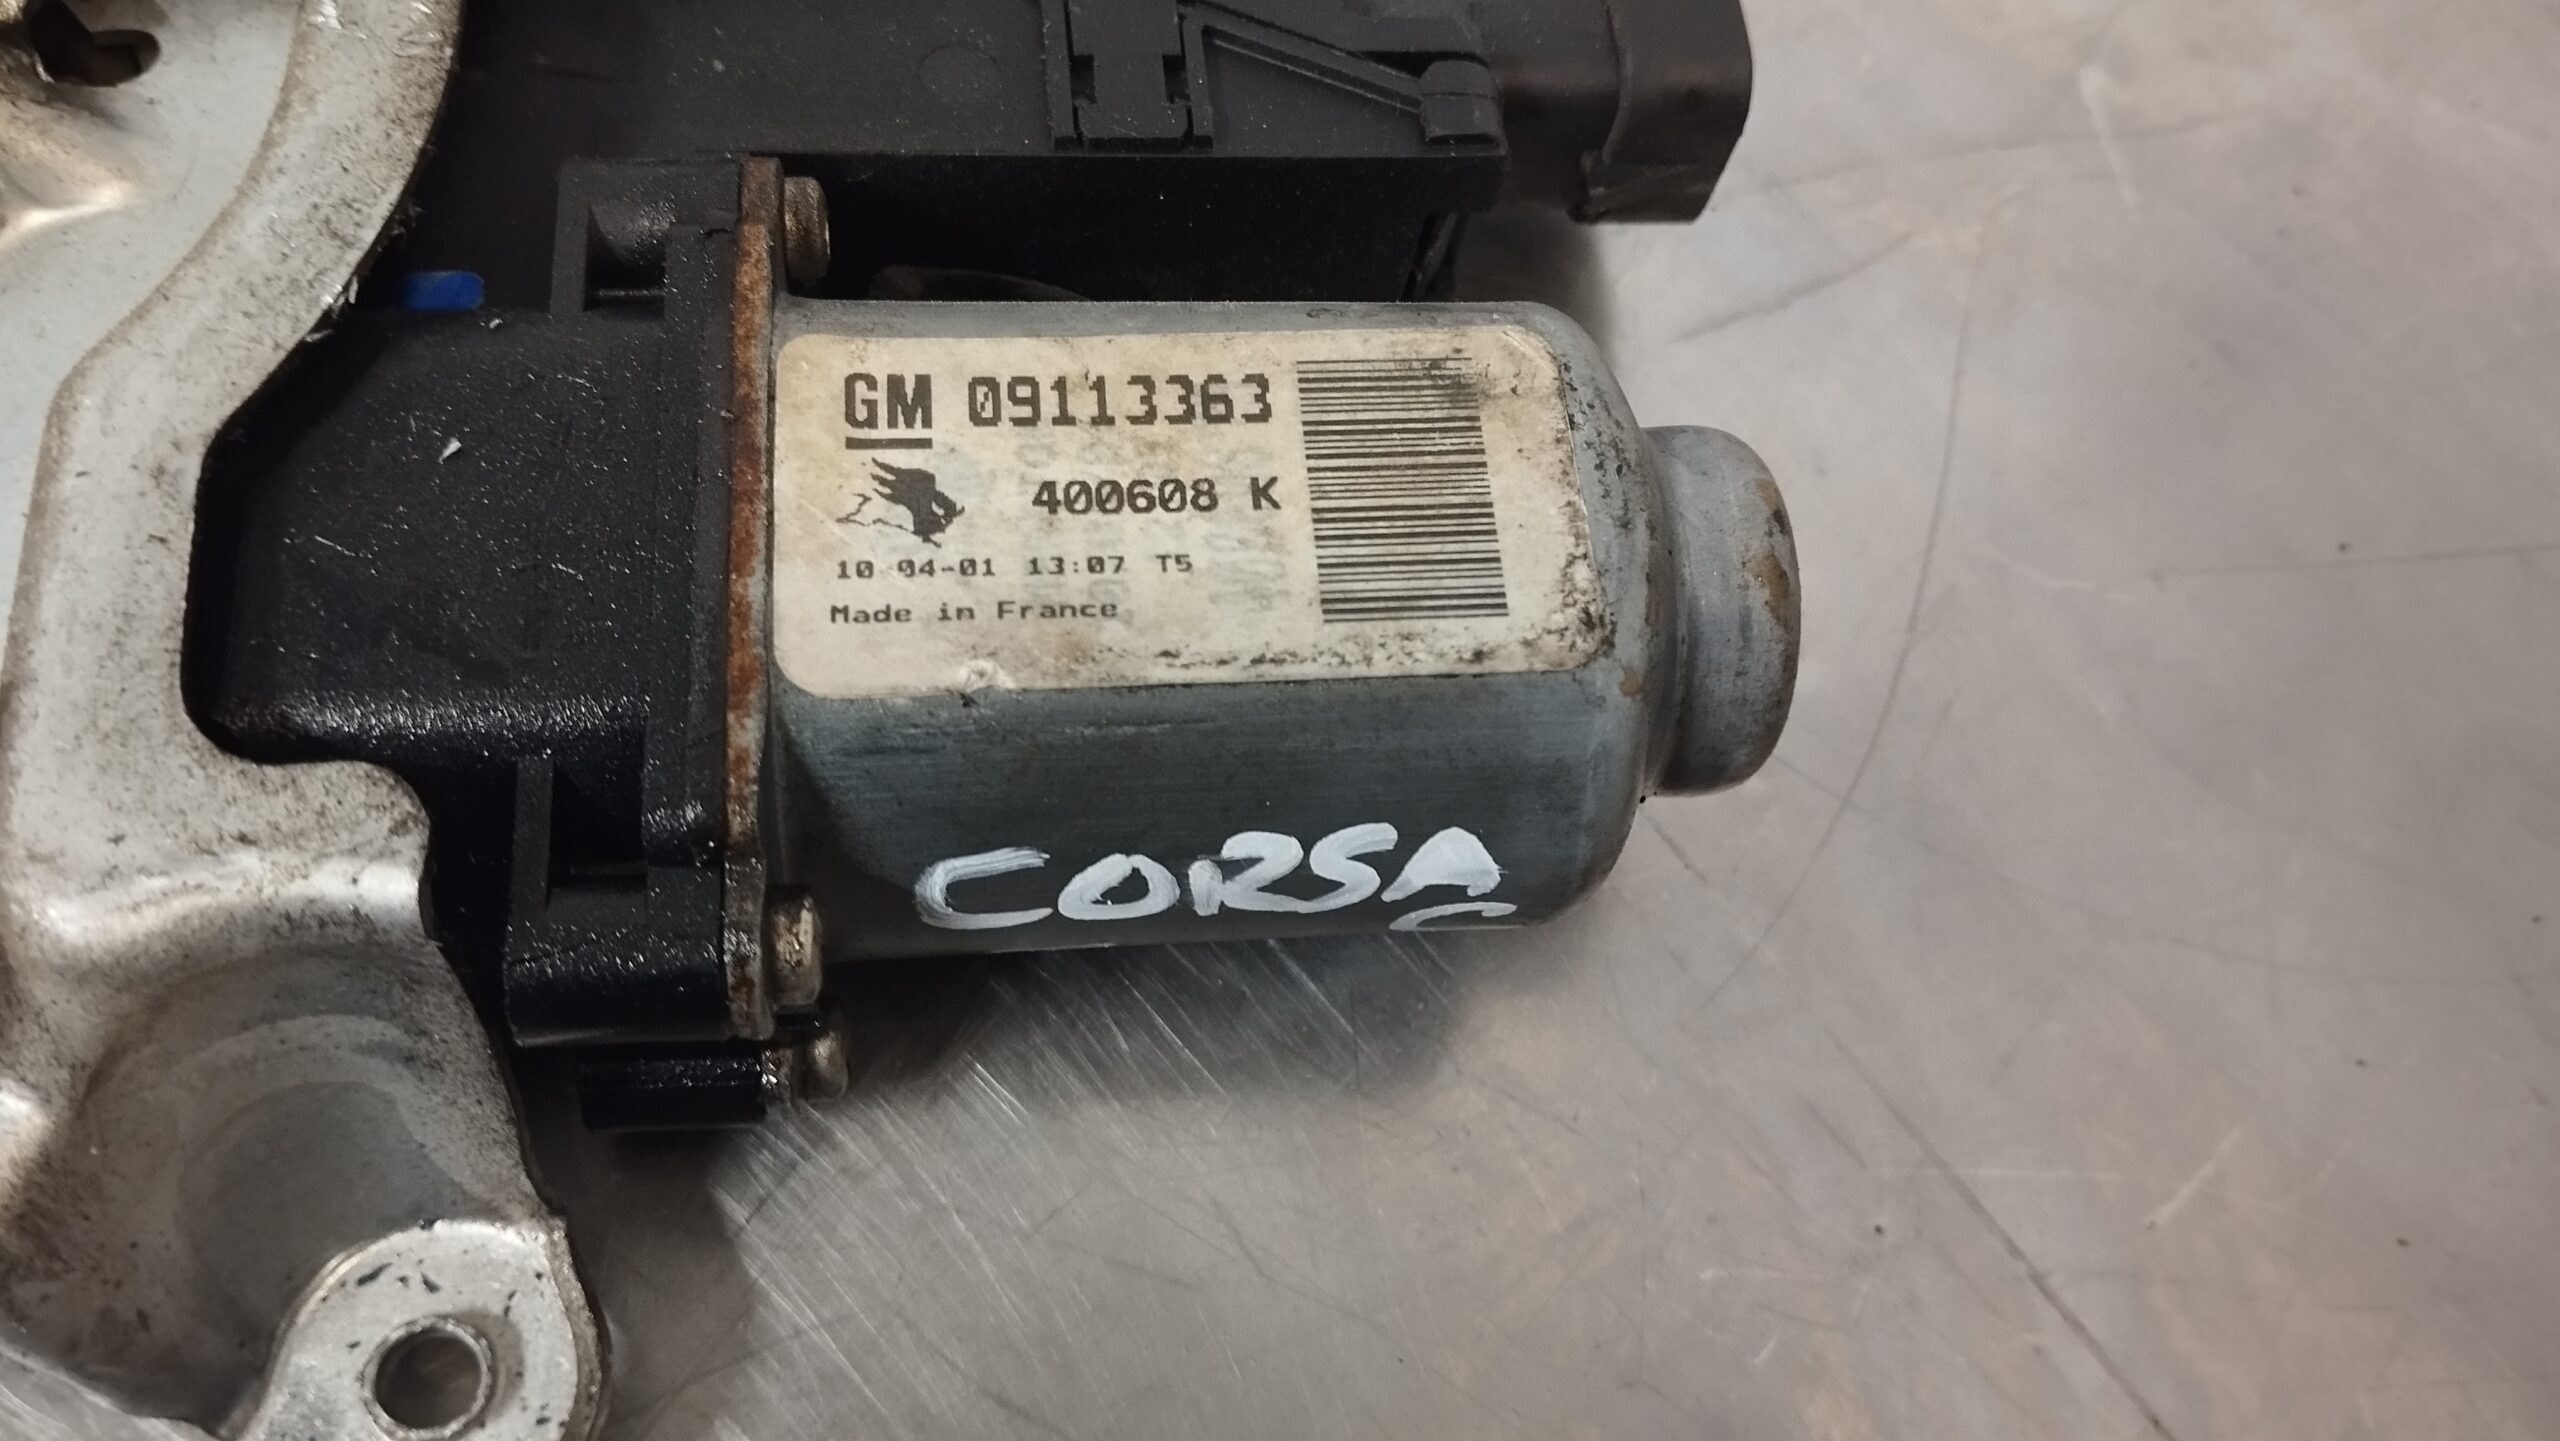 GM 09113363
400608 K
10-04-01 13:07 T5
Made in France
CORSA
C